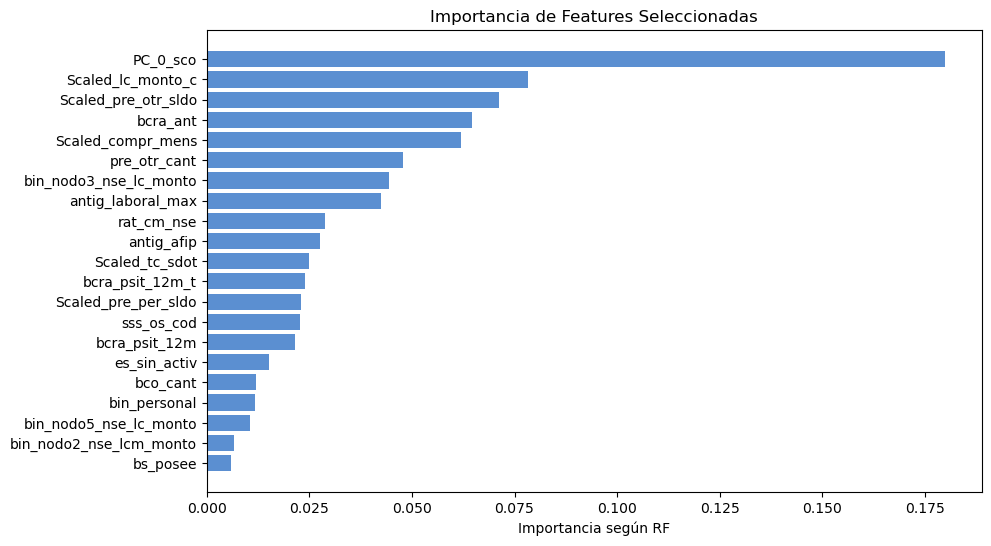 Importancia de Features Seleccionadas
PC_0_sco
Scaled_lc_monto_c
Scaled_pre_otr_sldo
bcra_ant
Scaled_compr_mens
pre_otr_cant
bin_nodo3_nse_lc_monto
antig_laboral_max
rat_cm_nse
antig_afip
Scaled_tc_sdot
bcra_psit_12m_t
Scaled_pre_per_sldo
sss_os_cod
bcra_psit_12m
es_sin_activ
bco_cant
bin_personal
bin_nodo5_nse_lc_monto
bin_nodo2_nse_lcm_monto
bs_posee
0.000 0.025 0.050 0.075 0.100 0.125 0.150 0.175
Importancia según RF